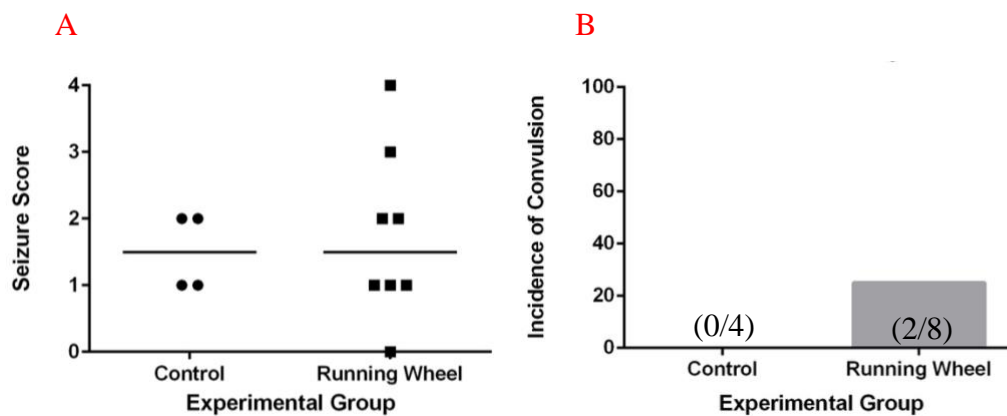 A
Seizure Score
4
3
2
1
0
Control
Running Wheel
Experimental Group
B
Incidence of Convulsion
100
80
60
40
20
0
(0/4)
(2/8)
Control
Running Wheel
Experimental Group